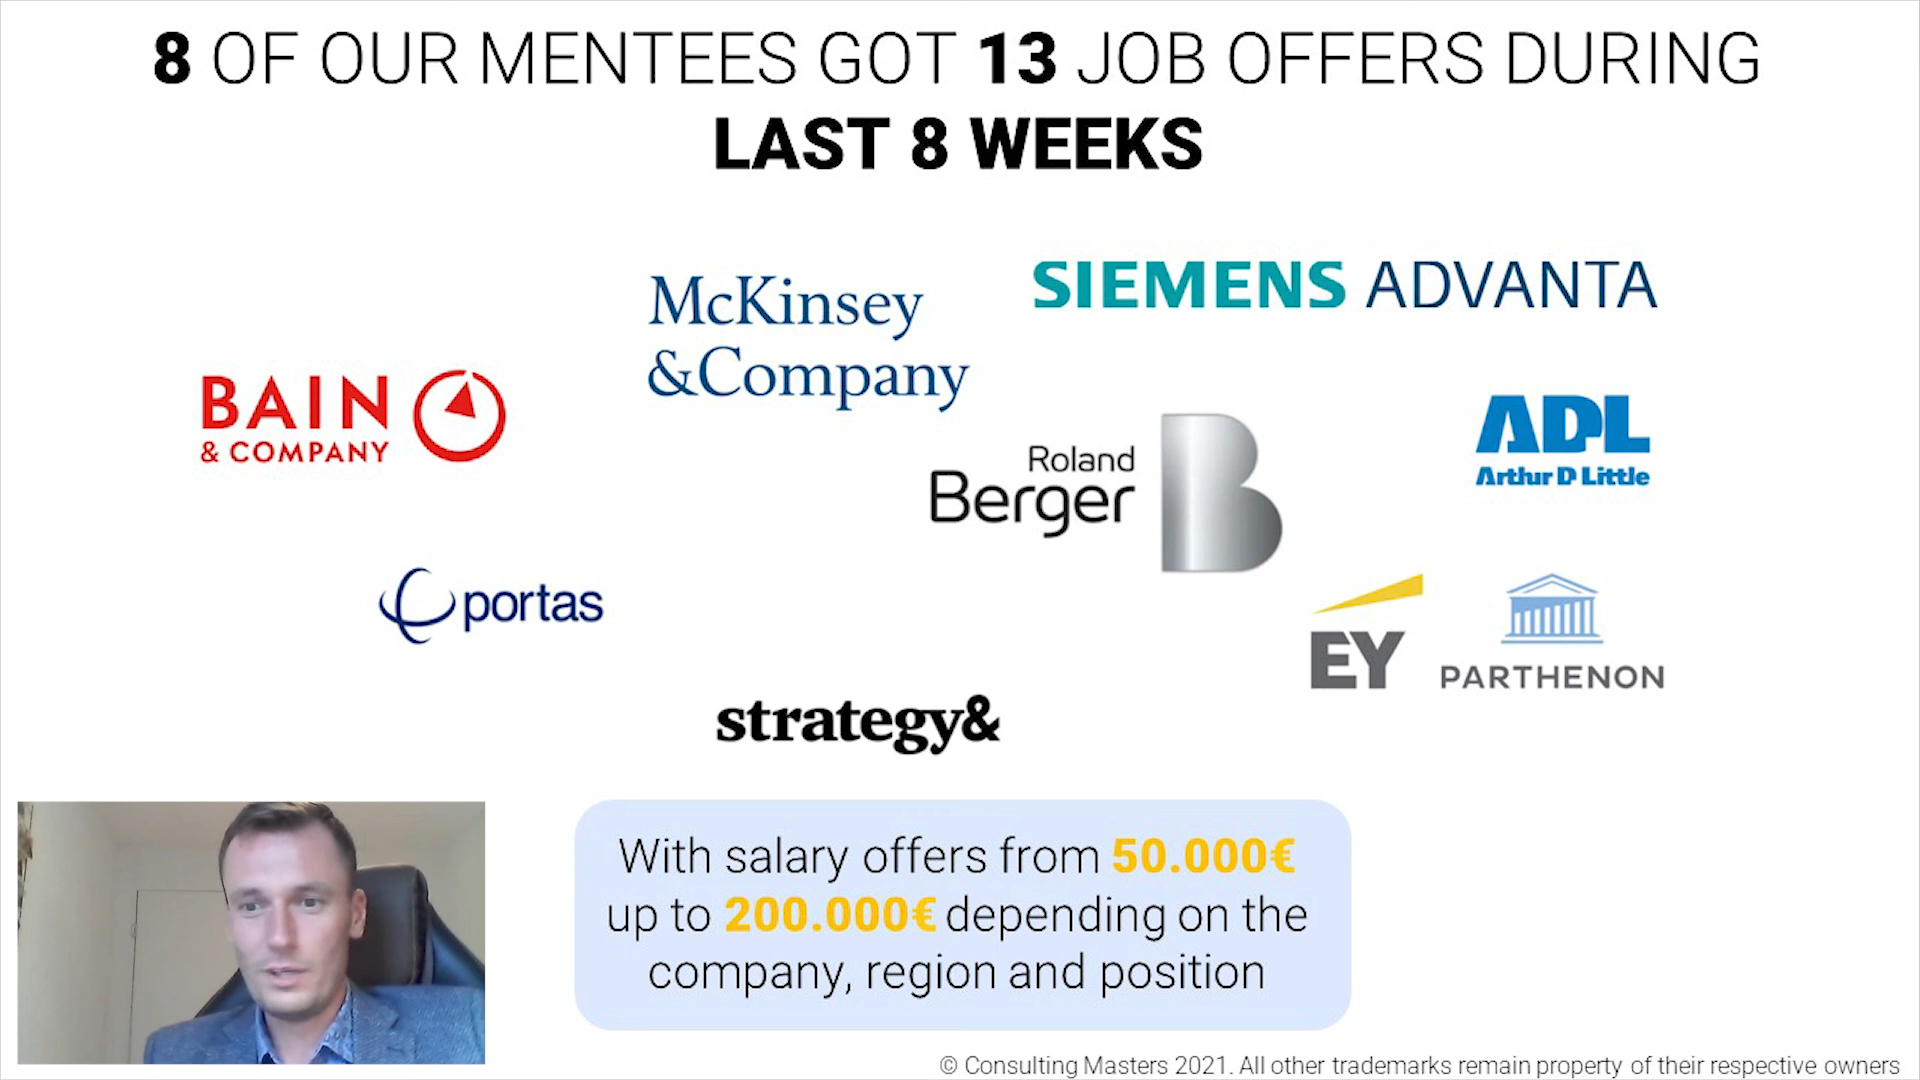 8 OF OUR MENTEES GOT 13 JOB OFFERS DURING
LAST 8 WEEKS
SIEMENS ADVANTA
McKinsey
&Company
BAIN
& COMPANY
ADL
Arthur D Little
Roland
Berger
B
portas
EY
PARTHENON
strategy&
With salary offers from 50.000€
up to 200.000€ depending on the
company, region and position
© Consulting Masters 2021. All other trademarks remain property of their respective owners